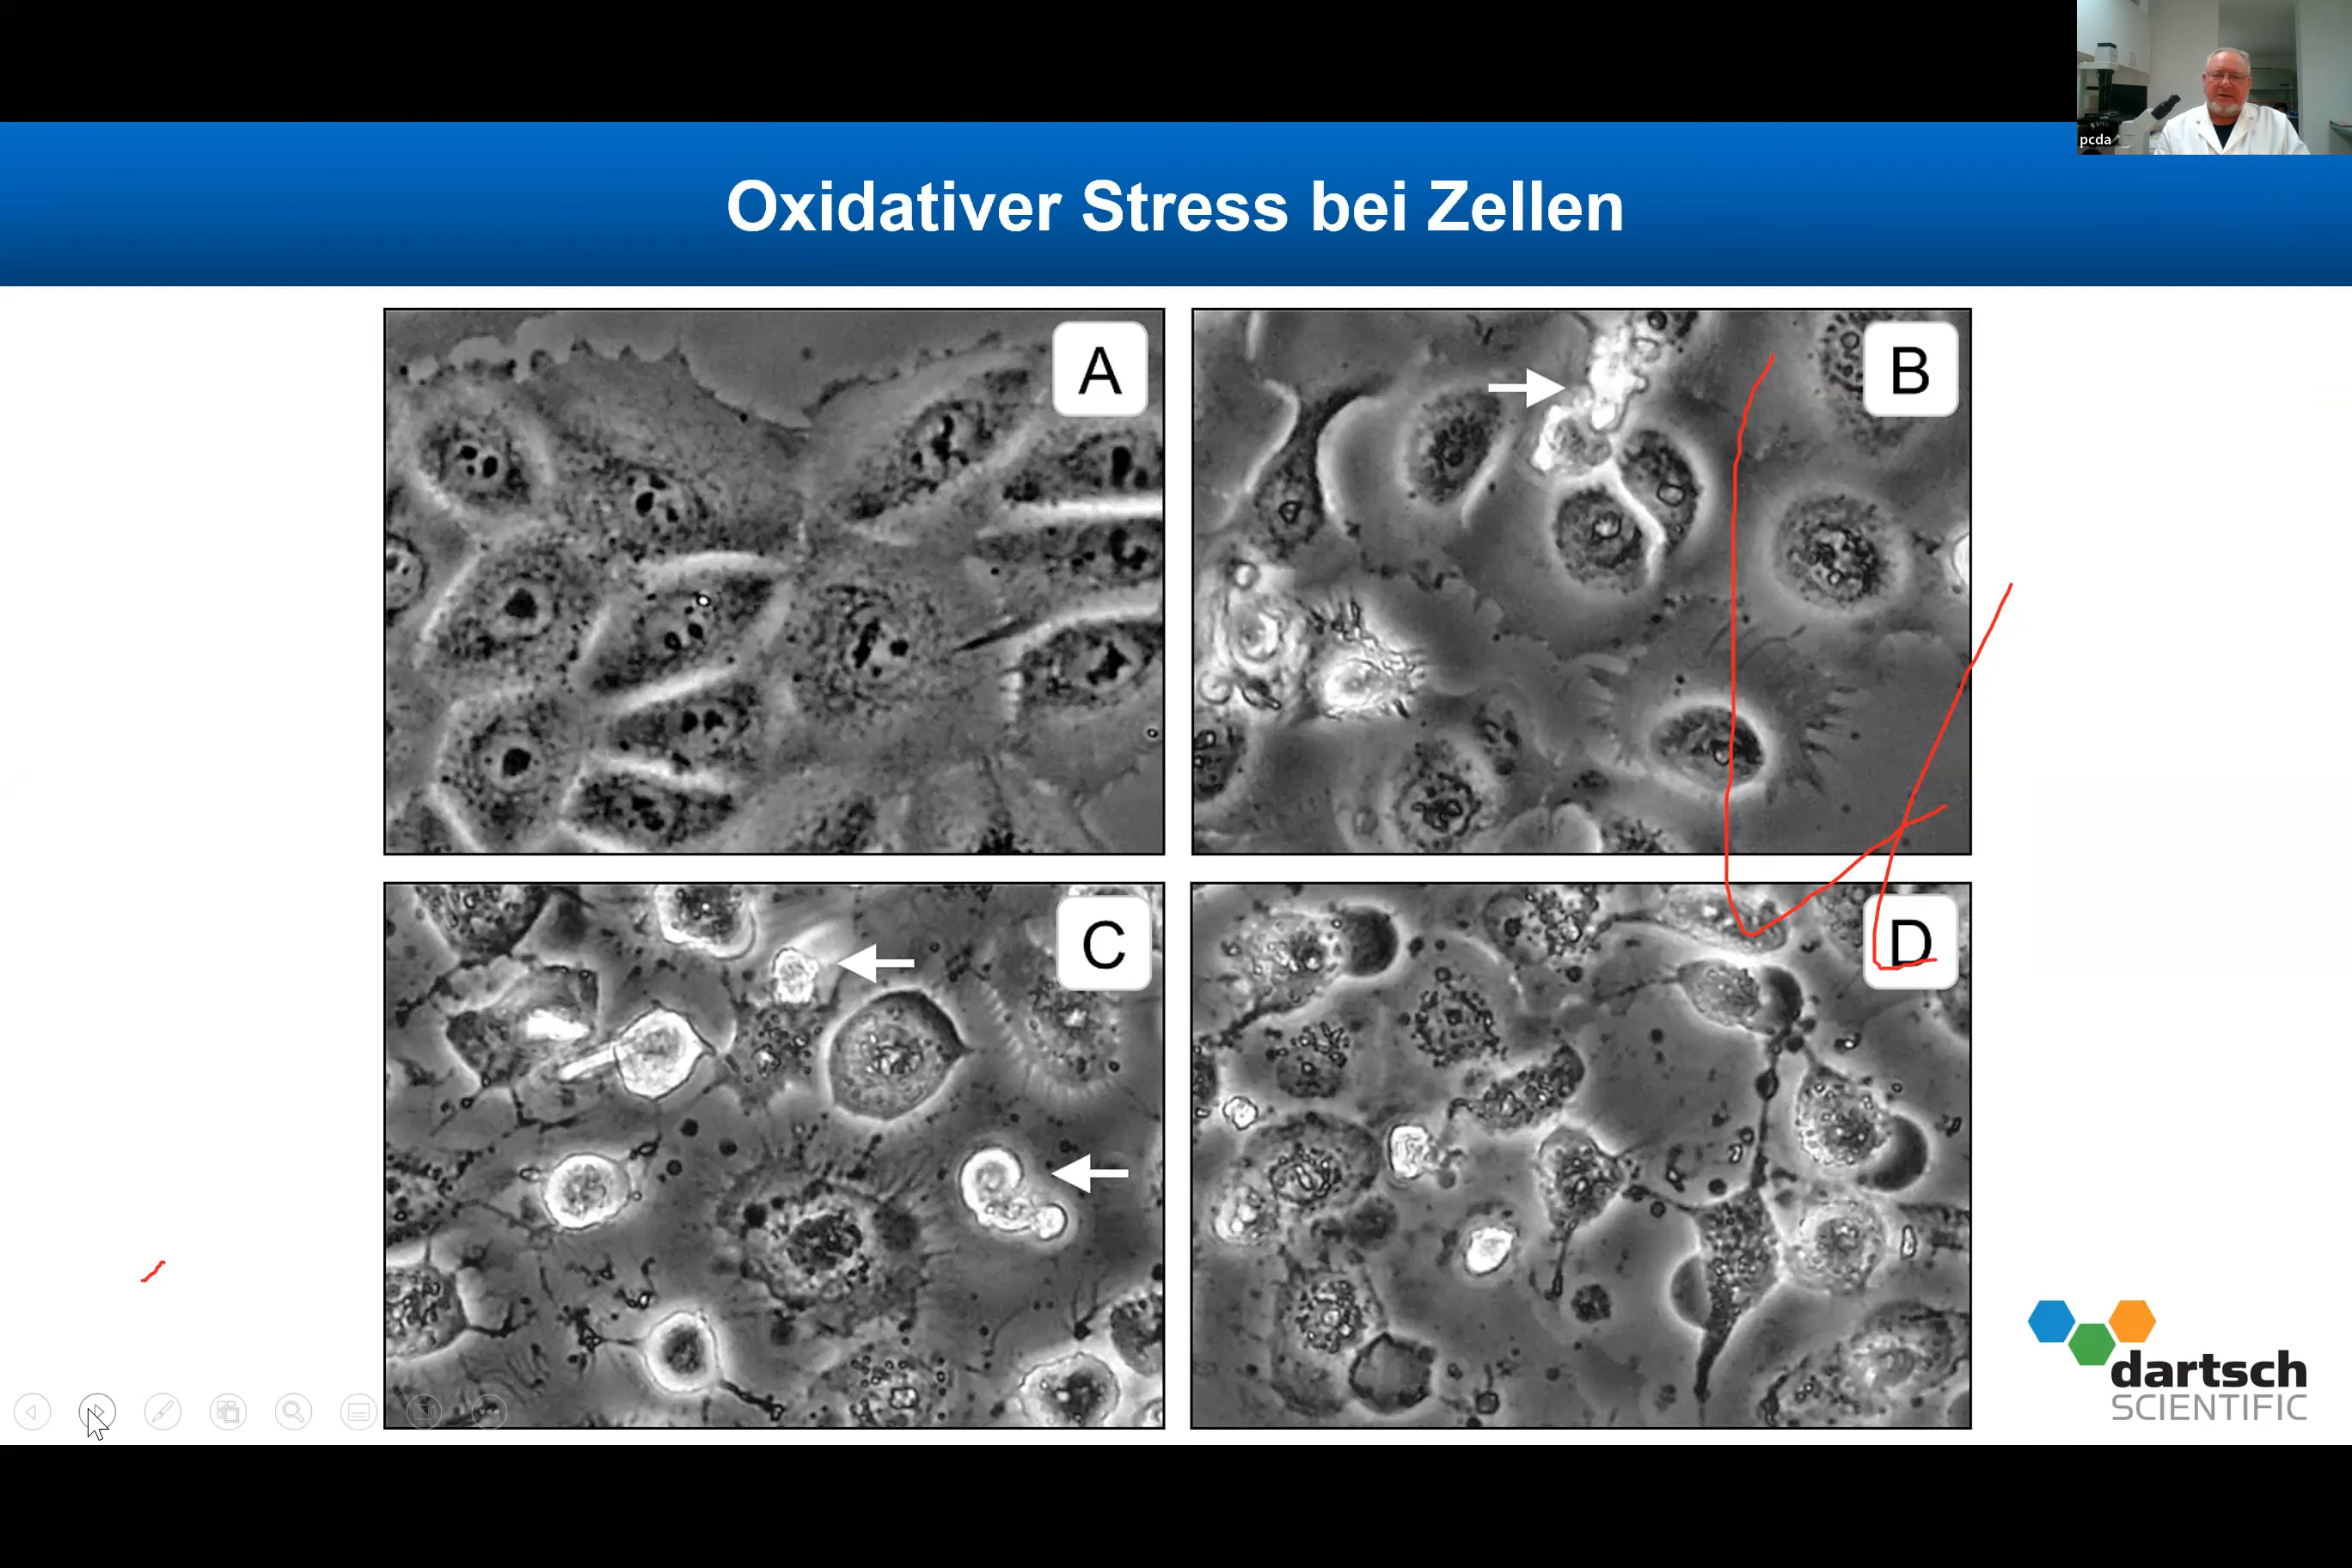 pcda
Oxidativer Stress bei Zellen
A
B
C
D
dartsch
SCIENTIFIC